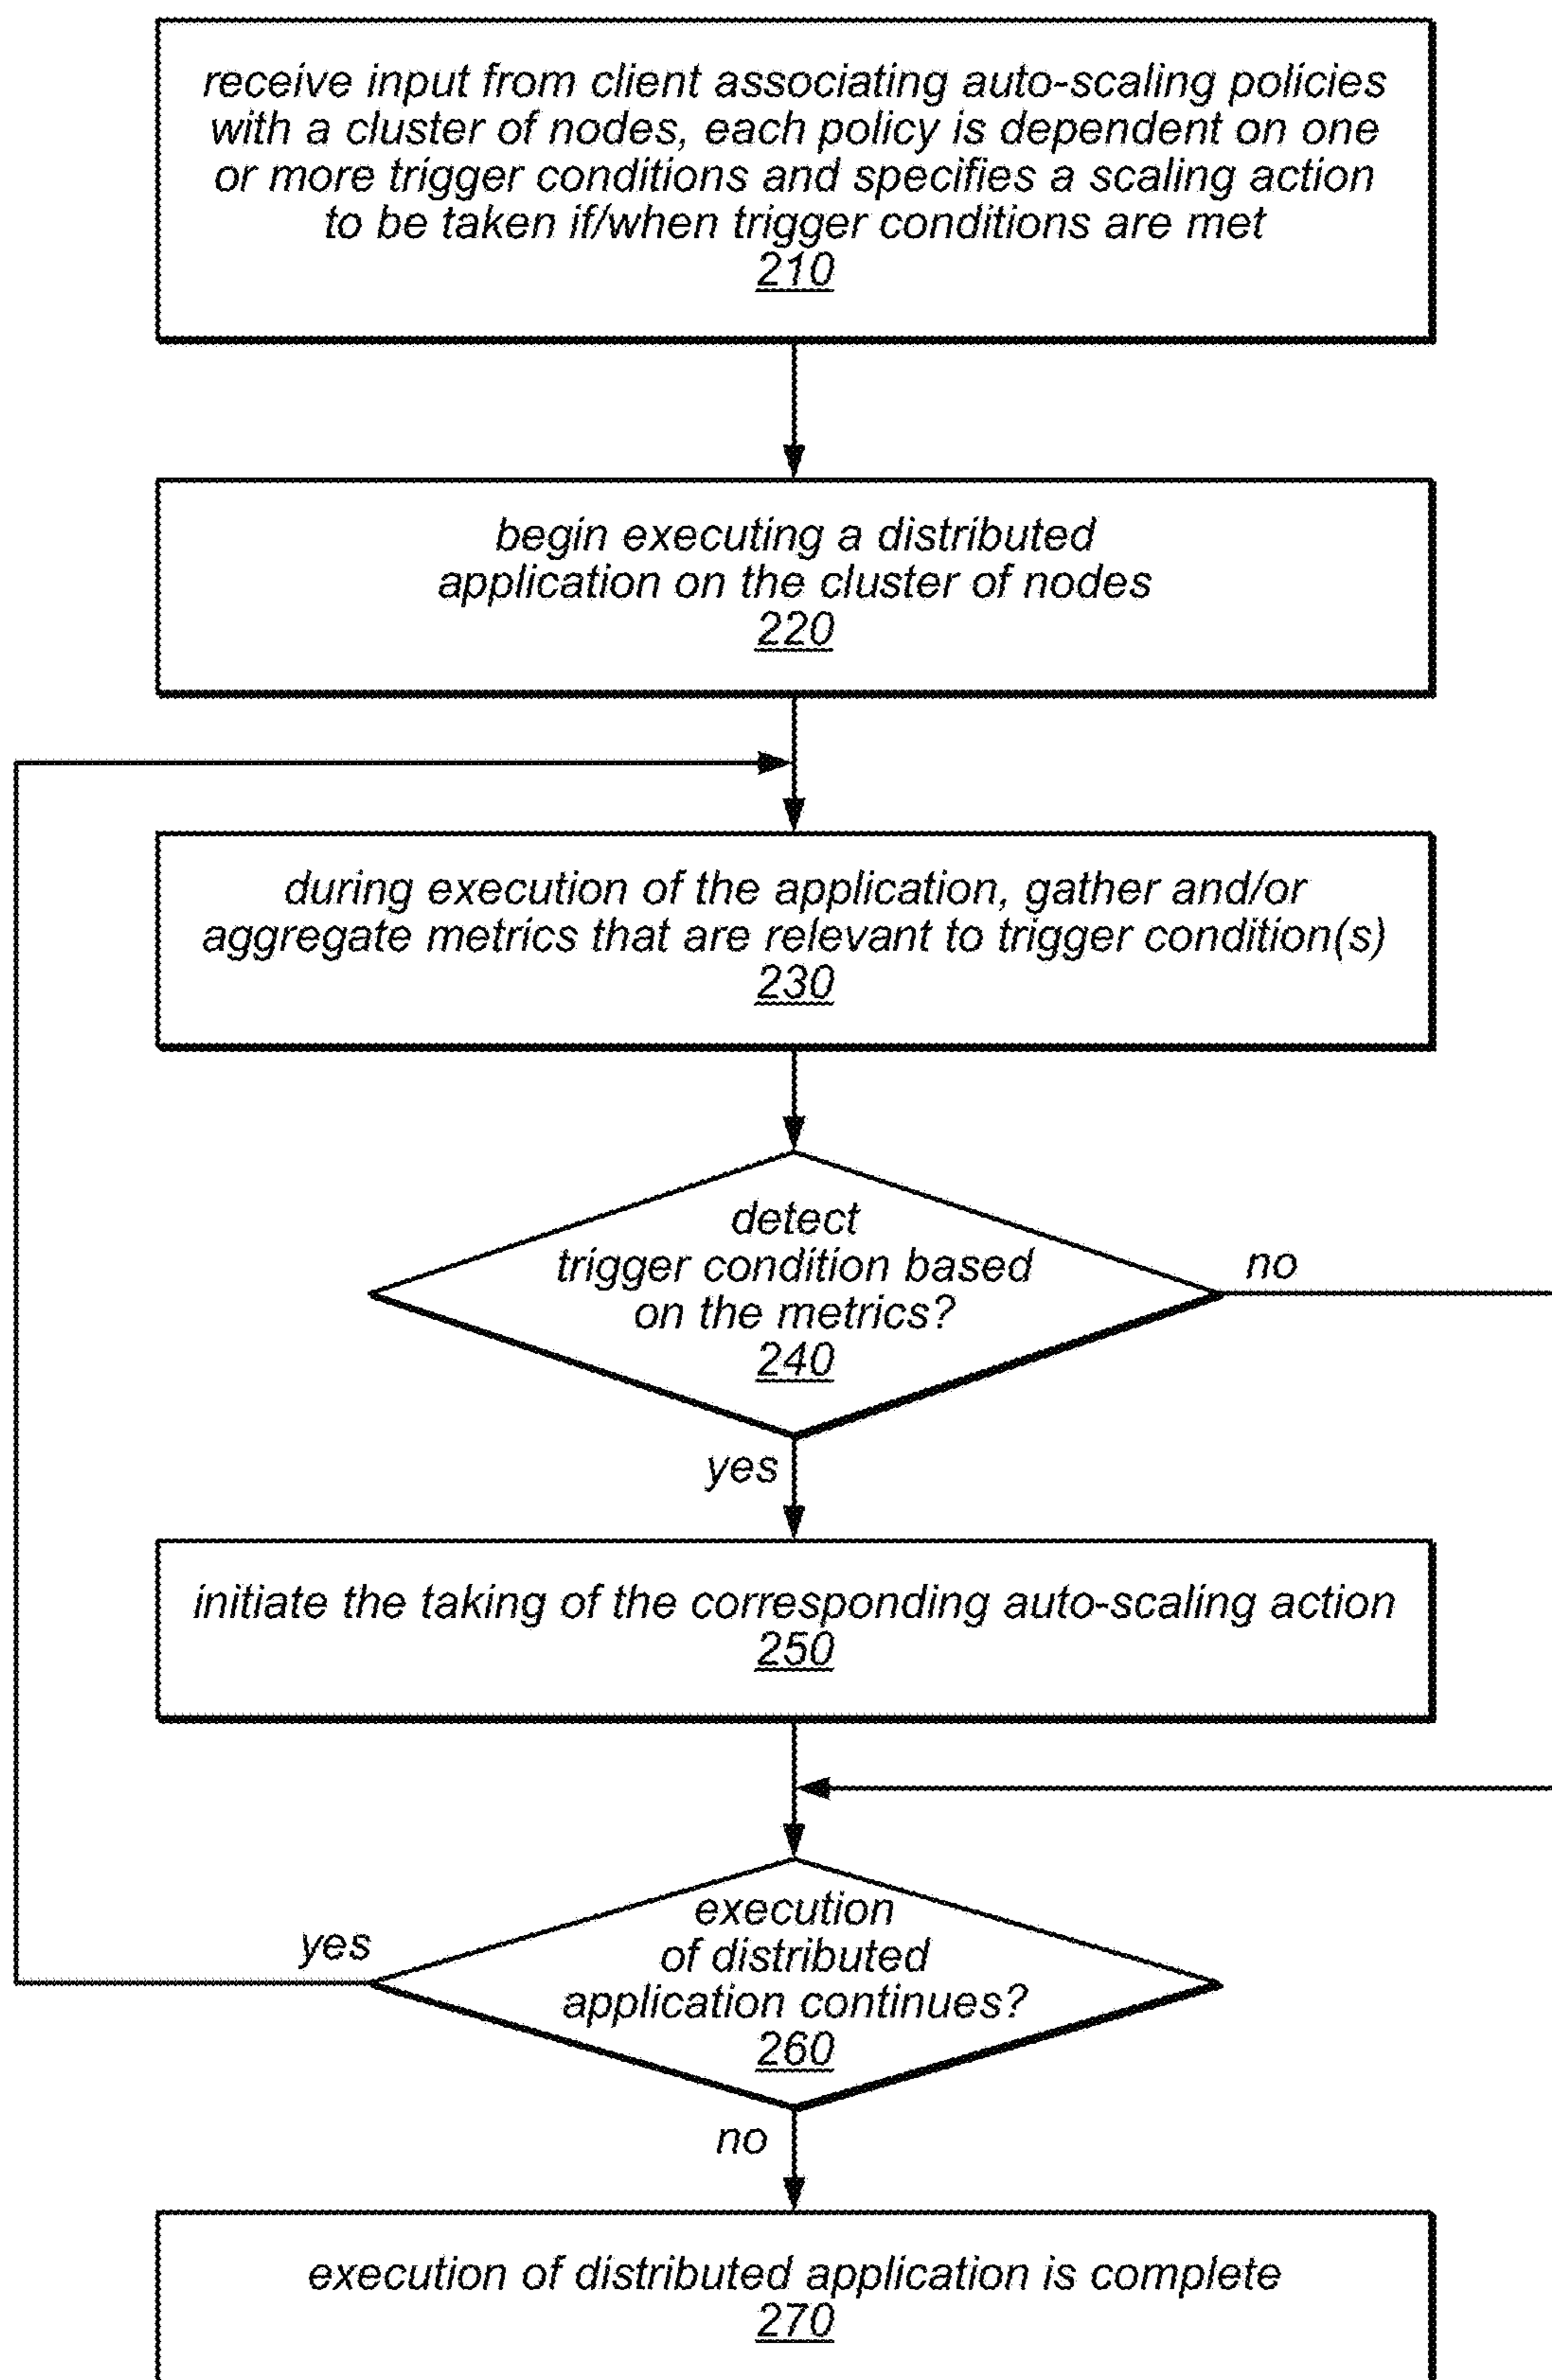 receive input from client associating auto-scaling policies
with a cluster of nodes, each policy is dependent on one
or more trigger conditions and specifies a scaling action
to be taken if/when trigger conditions are met
210
begin executing a distributed
application on the cluster of nodes
220
during execution of the application, gather and/or
aggregate metrics that are relevant to trigger condition(s)
230
detect
trigger condition based
on the metrics?
240
no
yes
initiate the taking of the corresponding auto-scaling action
250
execution
of distributed
application continues?
260
yes
no
execution of distributed application is complete
270